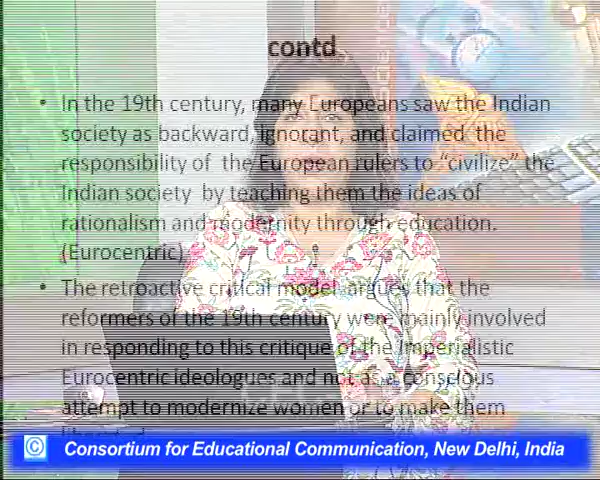 contd
• In the 19th century, many Europeans saw the Indian
society as backward, ignorant, and claimed the
responsibility of the European rulers to "civilize" the
Indian society by teaching them the ideas of
rationalism and modernity through education.
(Eurocentric)
• The retroactive critical model argues that the
reformers of the 19th century were mainly involved
in responding to this critique of the Imperialistic
Eurocentric ideologues and not as a conscious
attempt to modernize women or to make them
© Consortium for Educational Communication, New Delhi, India